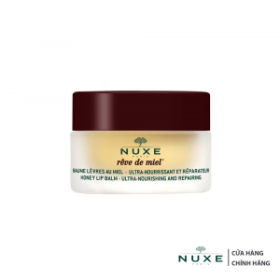 NUXE
rêve de miel®
BAUME LÈVRES AU MIEL - ULTRA-NOURRISSANT ET RÉPARATEUR
HONEY LIP BALM - ULTRA-NOURISHING AND REPAIRING
NUXE
CỬA HÀNG
CHÍNH HÃNG